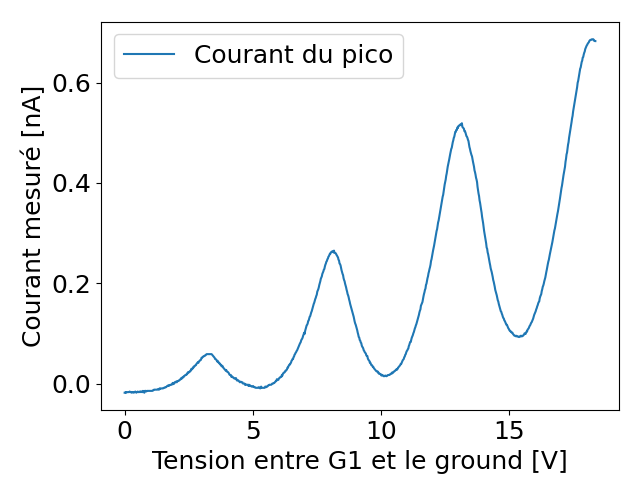 Courant du pico
Courant mesuré [nA]
0.6
0.4
0.2
0.0
0 5 10 15
Tension entre G1 et le ground [V]